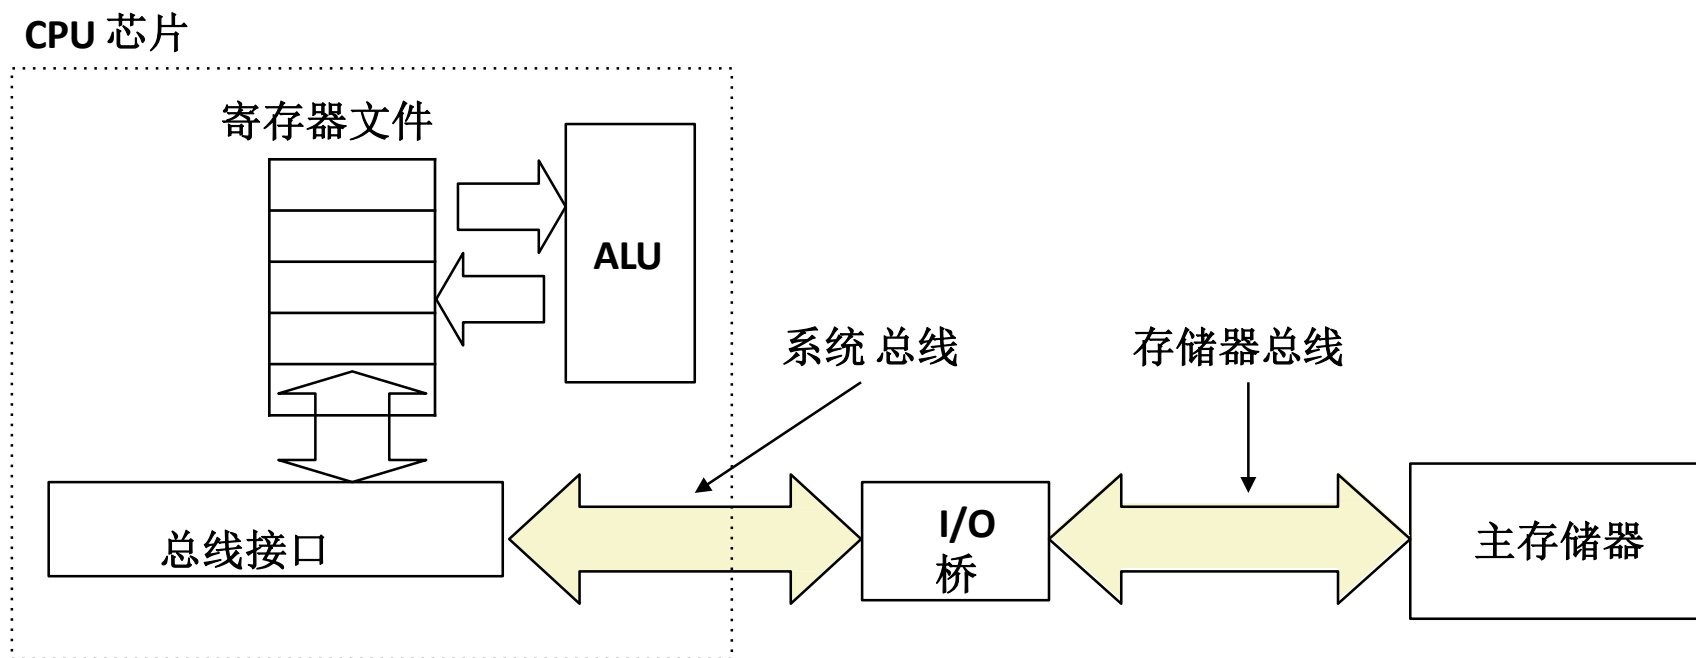 CPU 芯片
寄存器文件
ALU
系统 总线
存储器总线
总线接口
I/O
桥
主存储器